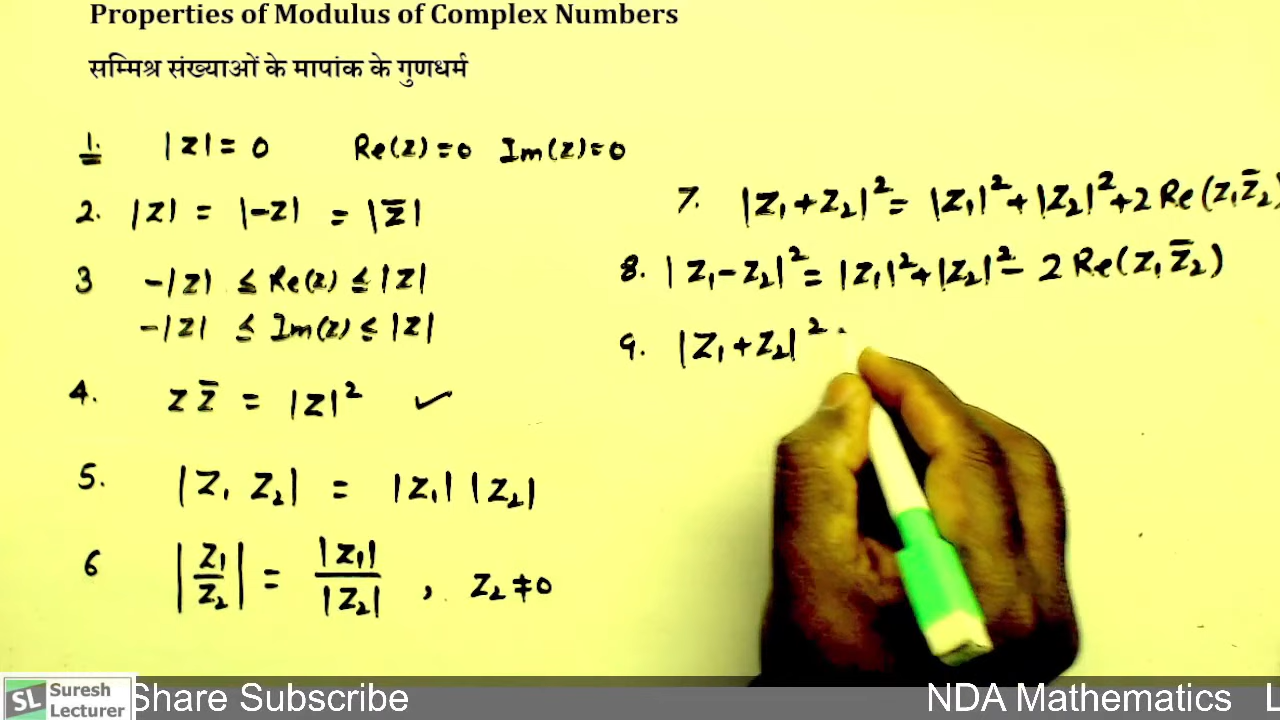 Properties of Modulus of Complex Numbers
सम्मिश्र संख्याओं के मापांक के गुणधर्म
1. |z| = 0 Re(z)=0 Im(z)=0
2. |z| = |-z| = |z̄|
3 -|z| ≤ Re(z) ≤ |z|
-|z| ≤ Im(z) ≤ |z|
4. z z̄ = |z|² ✓
5. |z₁ z₂| = |z₁| |z₂|
6 |z₁/z₂| = |z₁|/|z₂| , z₂ ≠ 0
7. |z₁+z₂|² = |z₁|²+|z₂|²+2 Re(z₁z̄₂)
8. |z₁-z₂|² = |z₁|²+|z₂|²- 2 Re(z₁z̄₂)
9. |z₁+z₂|²
SL Suresh Lecturer
Share Subscribe NDA Mathematics L